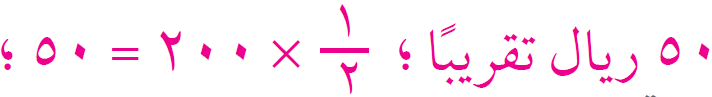 ٥٠ ريال تقريبًا ؛ ١/٢ × ٢٠٠ = ٥٠ ؛